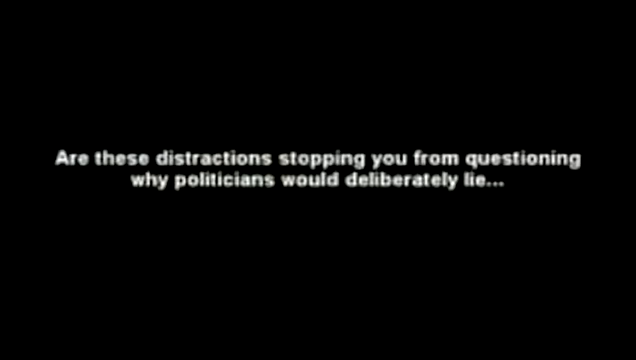 Are these distractions stopping you from questioning
why politicians would deliberately lie...